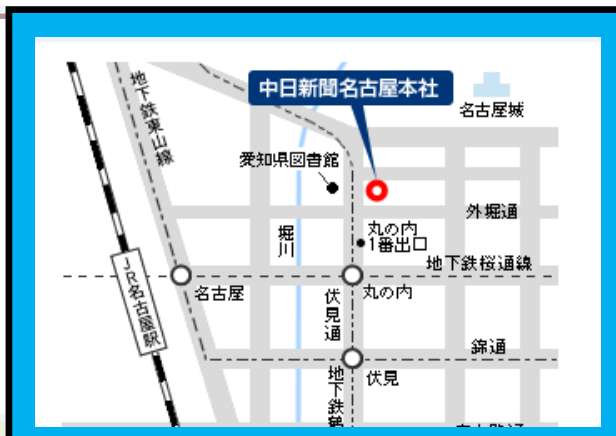 地下鉄東山線
中日新聞名古屋本社
名古屋城
愛知県図書館
外堀通
堀川
丸の内
1番出口
地下鉄桜通線
JR名古屋駅
名古屋
伏見通
丸の内
錦通
伏見
地下鉄